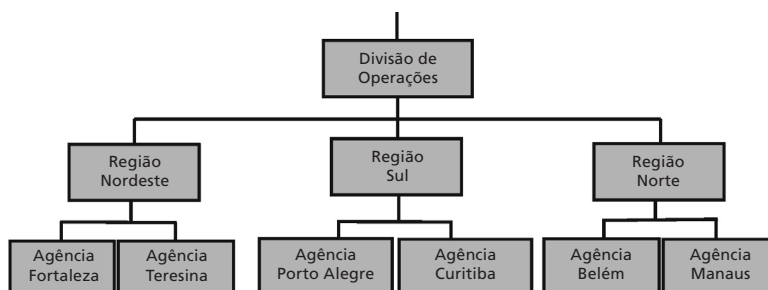 Divisão de
Operações
Região
Nordeste
Região
Sul
Região
Norte
Agência
Fortaleza
Agência
Teresina
Agência
Porto Alegre
Agência
Curitiba
Agência
Belém
Agência
Manaus